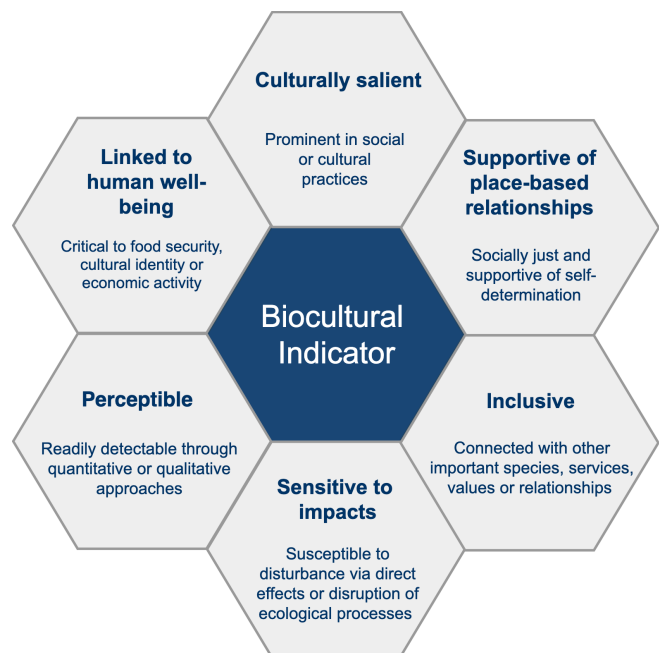 Culturally salient
Prominent in social
or cultural
practices
Linked to
human well-
being
Critical to food security,
cultural identity or
economic activity
Supportive of
place-based
relationships
Socially just and
supportive of self-
determination
Biocultural
Indicator
Perceptible
Readily detectable through
quantitative or qualitative
approaches
Inclusive
Connected with other
important species, services,
values or relationships
Sensitive to
impacts
Susceptible to
disturbance via direct
effects or disruption of
ecological processes